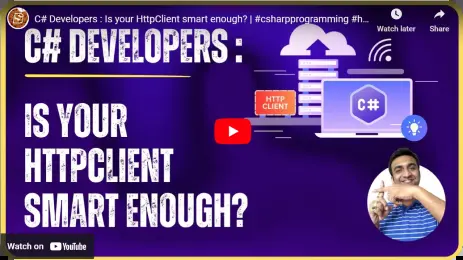 C# Developers : Is your HttpClient smart enough? | #csharpprogramming #h...
Watch later
Share
C# DEVELOPERS :
HTTP
CLIENT
C#
IS YOUR
HTTPCLIENT
SMART ENOUGH?
Watch on YouTube